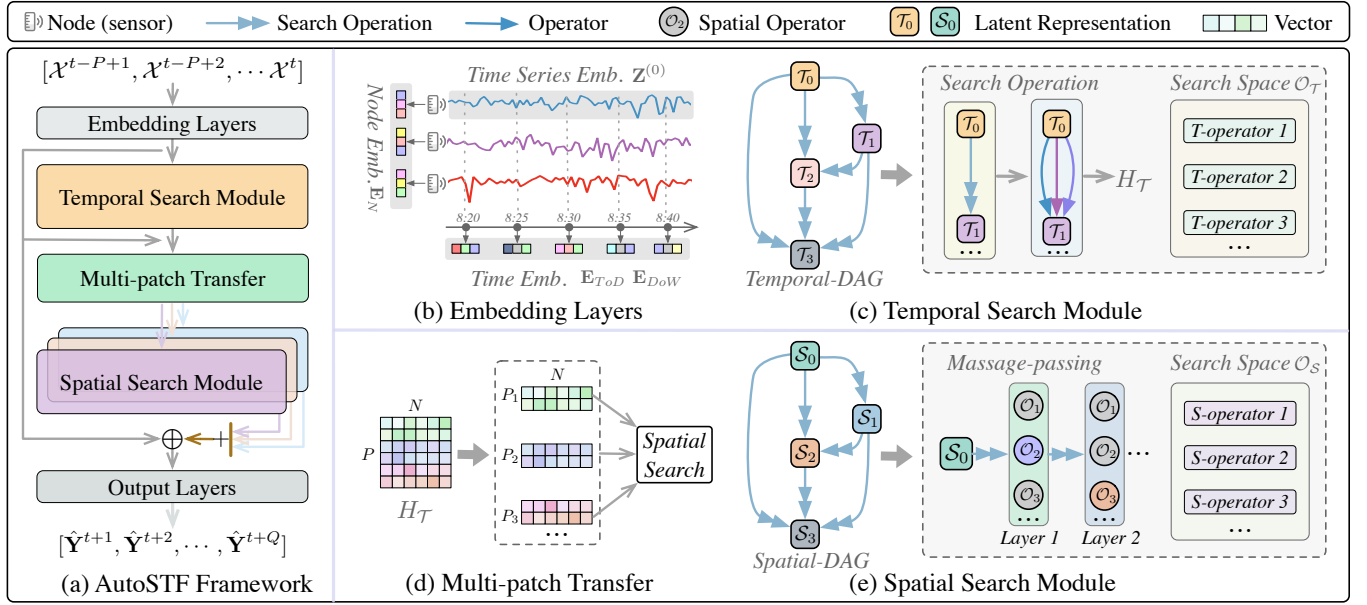 Node (sensor) Search Operation Operator 𝒪₂ Spatial Operator 𝒯₀ 𝒮₀ Latent Representation Vector
[𝒳^{t−P+1}, 𝒳^{t−P+2}, ⋯ 𝒳^{t}]
Embedding Layers
Temporal Search Module
Multi-patch Transfer
Spatial Search Module
Output Layers
[Ŷ^{t+1}, Ŷ^{t+2}, ⋯ , Ŷ^{t+Q}]
(a) AutoSTF Framework
Time Series Emb. Z^{(0)}
Node Emb. E_N
8:20 8:25 8:30 8:35 8:40
Time Emb. E_{ToD} E_{DoW}
(b) Embedding Layers
𝒯₀
𝒯₁
𝒯₂
𝒯₃
Temporal-DAG
Search Operation
𝒯₀ 𝒯₀
H_𝒯
𝒯₁ 𝒯₁
... ...
Search Space 𝒪_𝒯
T-operator 1
T-operator 2
T-operator 3
...
(c) Temporal Search Module
N
P
H_𝒯
N
P₁
P₂
P₃
...
Spatial
Search
(d) Multi-patch Transfer
𝒮₀
𝒮₁
𝒮₂
𝒮₃
Spatial-DAG
Massage-passing
𝒮₀
𝒪₁ 𝒪₁
𝒪₂ 𝒪₂ ...
𝒪₃ 𝒪₃
... ...
Layer 1 Layer 2
Search Space 𝒪_𝒮
S-operator 1
S-operator 2
S-operator 3
...
(e) Spatial Search Module